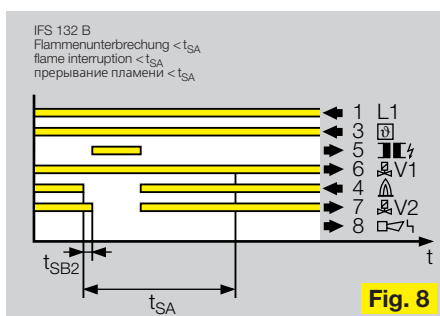 IFS 132 B
Flammenunterbrechung < tSA
flame interruption < tSA
прерывание пламени < tSA
1 L1
3 ϑ
5
6 V1
4
7 V2
8
t
tSB2
tSA
Fig. 8